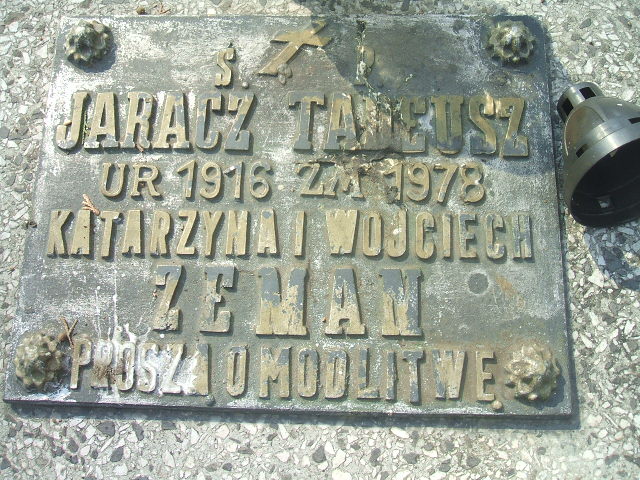 Ś. P.
JARACZ TADEUSZ
UR 1916 ZM 1978
KATARZYNA I WOJCIECH
ZEMAN
PROSZĄ O MODLITWĘ